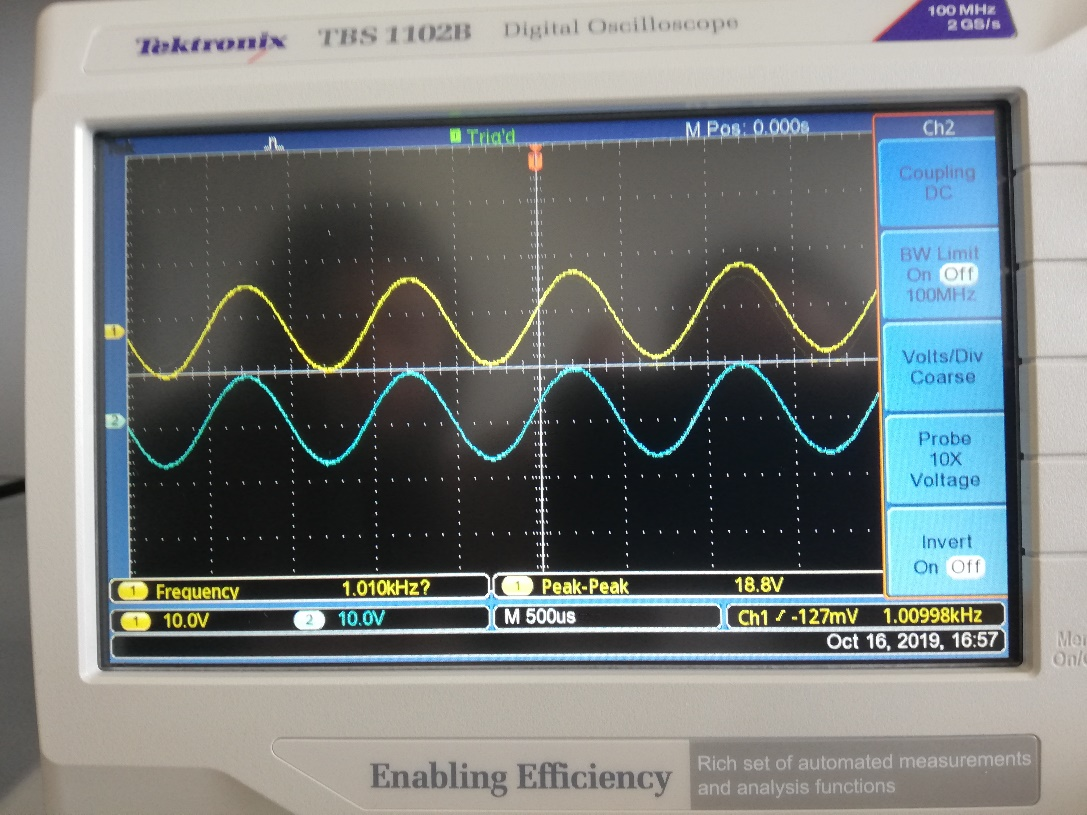 Tektronix TBS 1102B Digital Oscilloscope
100 MHz
2 GS/s
Trig'd
M Pos: 0.000s
Ch2
Coupling
DC
BW Limit
On Off
100MHz
1
2
Volts/Div
Coarse
Probe
10X
Voltage
Invert
On Off
1 Frequency 1.010kHz?
1 Peak-Peak 18.8V
1 10.0V
2 10.0V
M 500us
Ch1 -127mV 1.00998kHz
Oct 16, 2019, 16:57
Enabling Efficiency
Rich set of automated measurements
and analysis functions